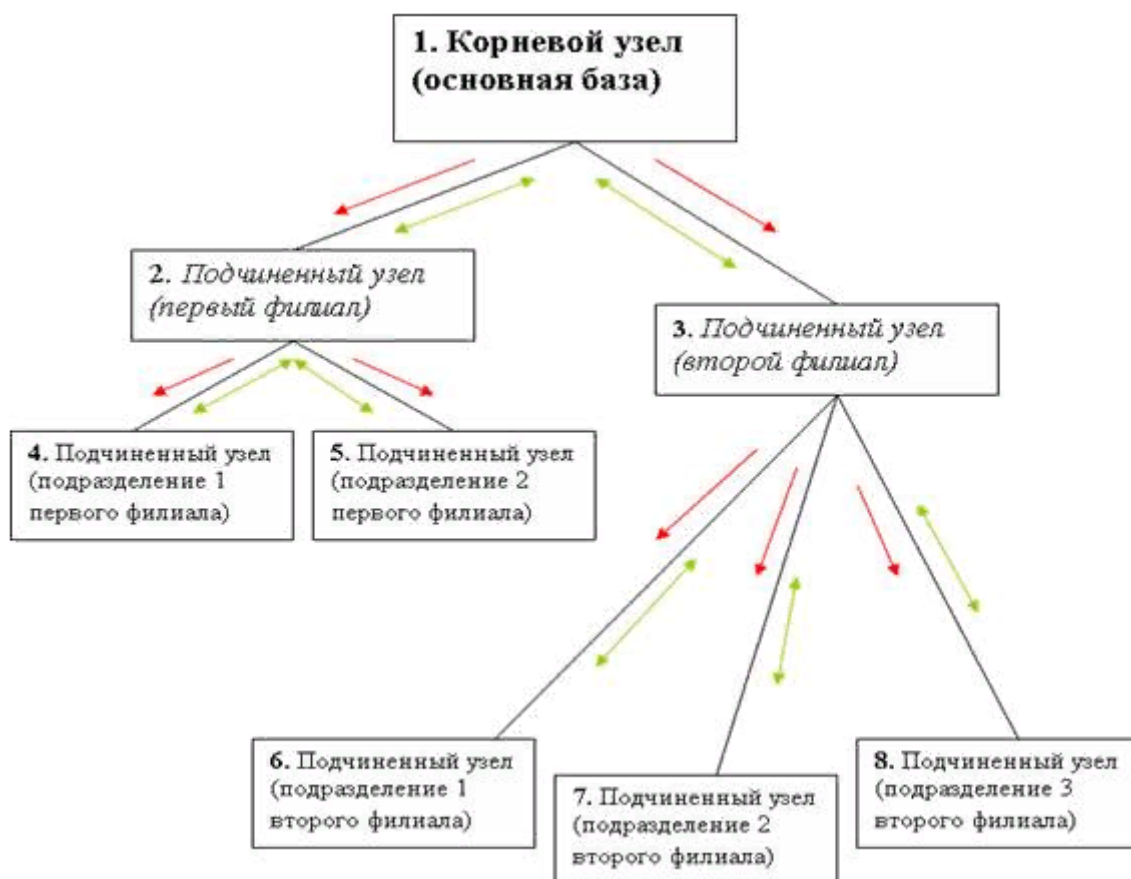 1. Корневой узел
(основная база)
2. Подчиненный узел
(первый филиал)
3. Подчиненный узел
(второй филиал)
4. Подчиненный узел
(подразделение 1
первого филиала)
5. Подчиненный узел
(подразделение 2
первого филиала)
6. Подчиненный узел
(подразделение 1
второго филиала)
7. Подчиненный узел
(подразделение 2
второго филиала)
8. Подчиненный узел
(подразделение 3
второго филиала)